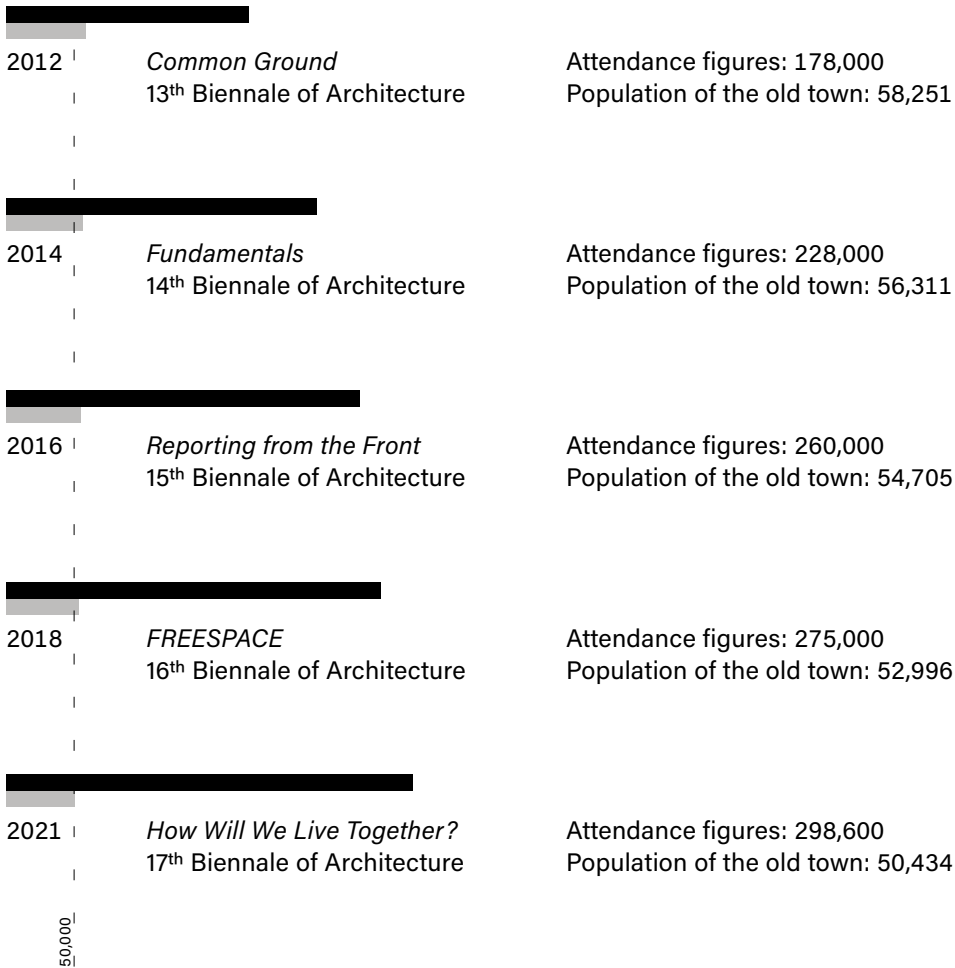 2012 Common Ground Attendance figures: 178,000
13th Biennale of Architecture Population of the old town: 58,251
2014 Fundamentals Attendance figures: 228,000
14th Biennale of Architecture Population of the old town: 56,311
2016 Reporting from the Front Attendance figures: 260,000
15th Biennale of Architecture Population of the old town: 54,705
2018 FREESPACE Attendance figures: 275,000
16th Biennale of Architecture Population of the old town: 52,996
2021 How Will We Live Together? Attendance figures: 298,600
17th Biennale of Architecture Population of the old town: 50,434
50,000